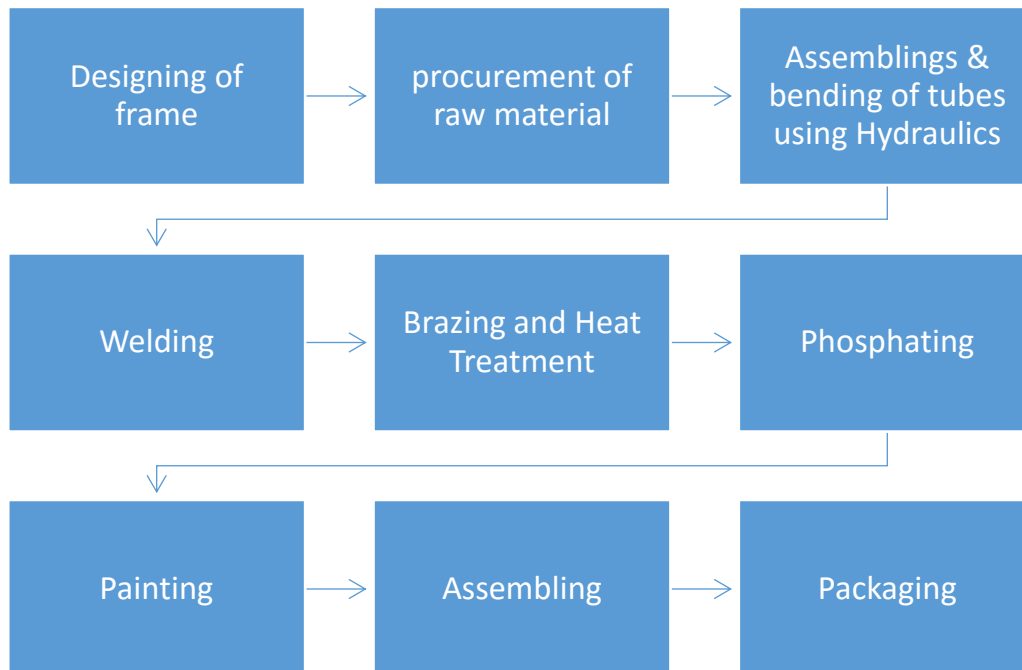 Designing of
frame
procurement of
raw material
Assemblings &
bending of tubes
using Hydraulics
Welding
Brazing and Heat
Treatment
Phosphating
Painting
Assembling
Packaging